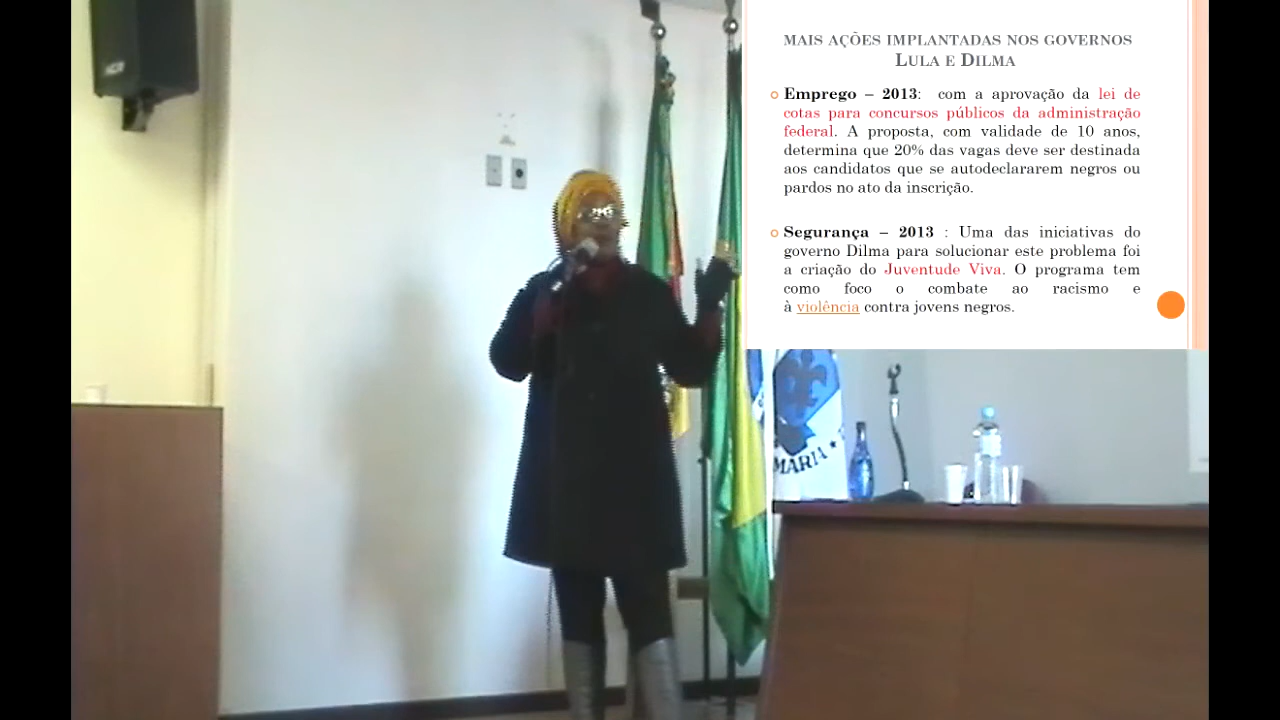 MAIS AÇÕES IMPLANTADAS NOS GOVERNOS
LULA E DILMA
Emprego – 2013: com a aprovação da lei de
cotas para concursos públicos da administração
federal. A proposta, com validade de 10 anos,
determina que 20% das vagas deve ser destinada
aos candidatos que se autodeclararem negros ou
pardos no ato da inscrição.
Segurança – 2013 : Uma das iniciativas do
governo Dilma para solucionar este problema foi
a criação do Juventude Viva. O programa tem
como foco o combate ao racismo e
à violência contra jovens negros.
MARIA